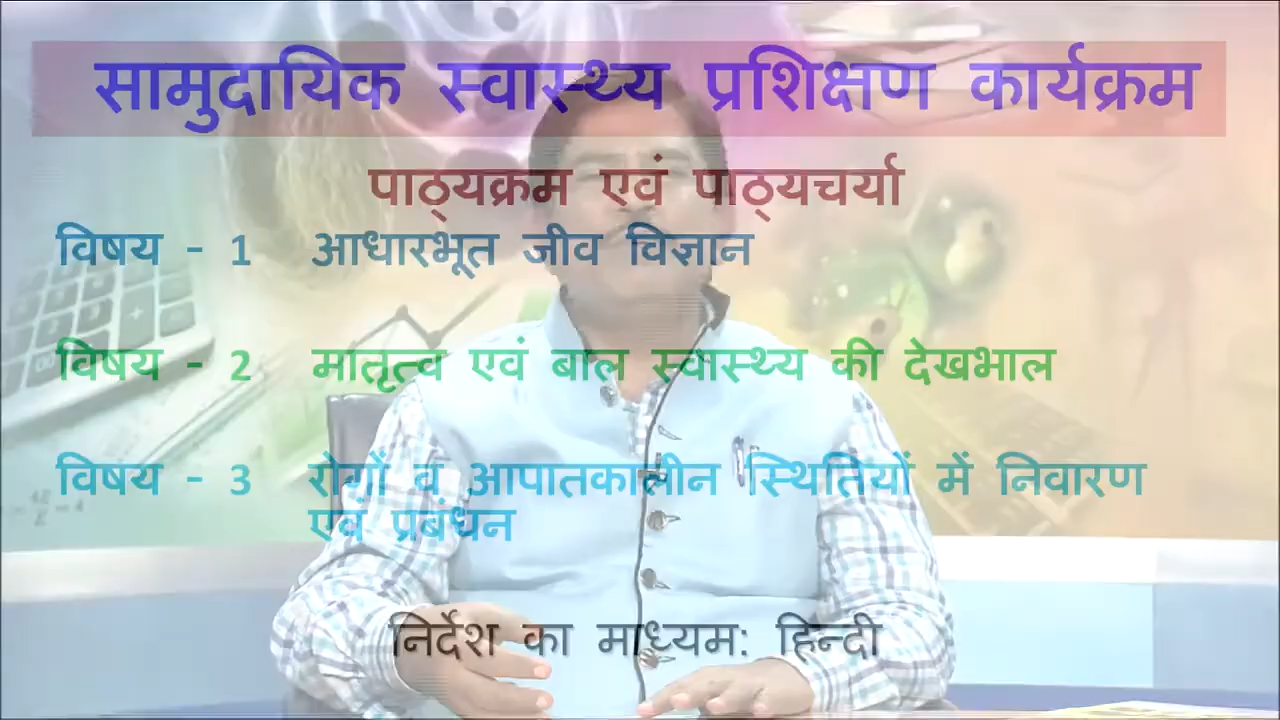 सामुदायिक स्वास्थ्य प्रशिक्षण कार्यक्रम
पाठ्यक्रम एवं पाठ्यचर्या
विषय - 1 आधारभूत जीव विज्ञान
विषय - 2 मातृत्व एवं बाल स्वास्थ्य की देखभाल
विषय - 3 रोगों व आपातकालीन स्थितियों में निवारण
एवं प्रबंधन
निर्देश का माध्यम: हिन्दी